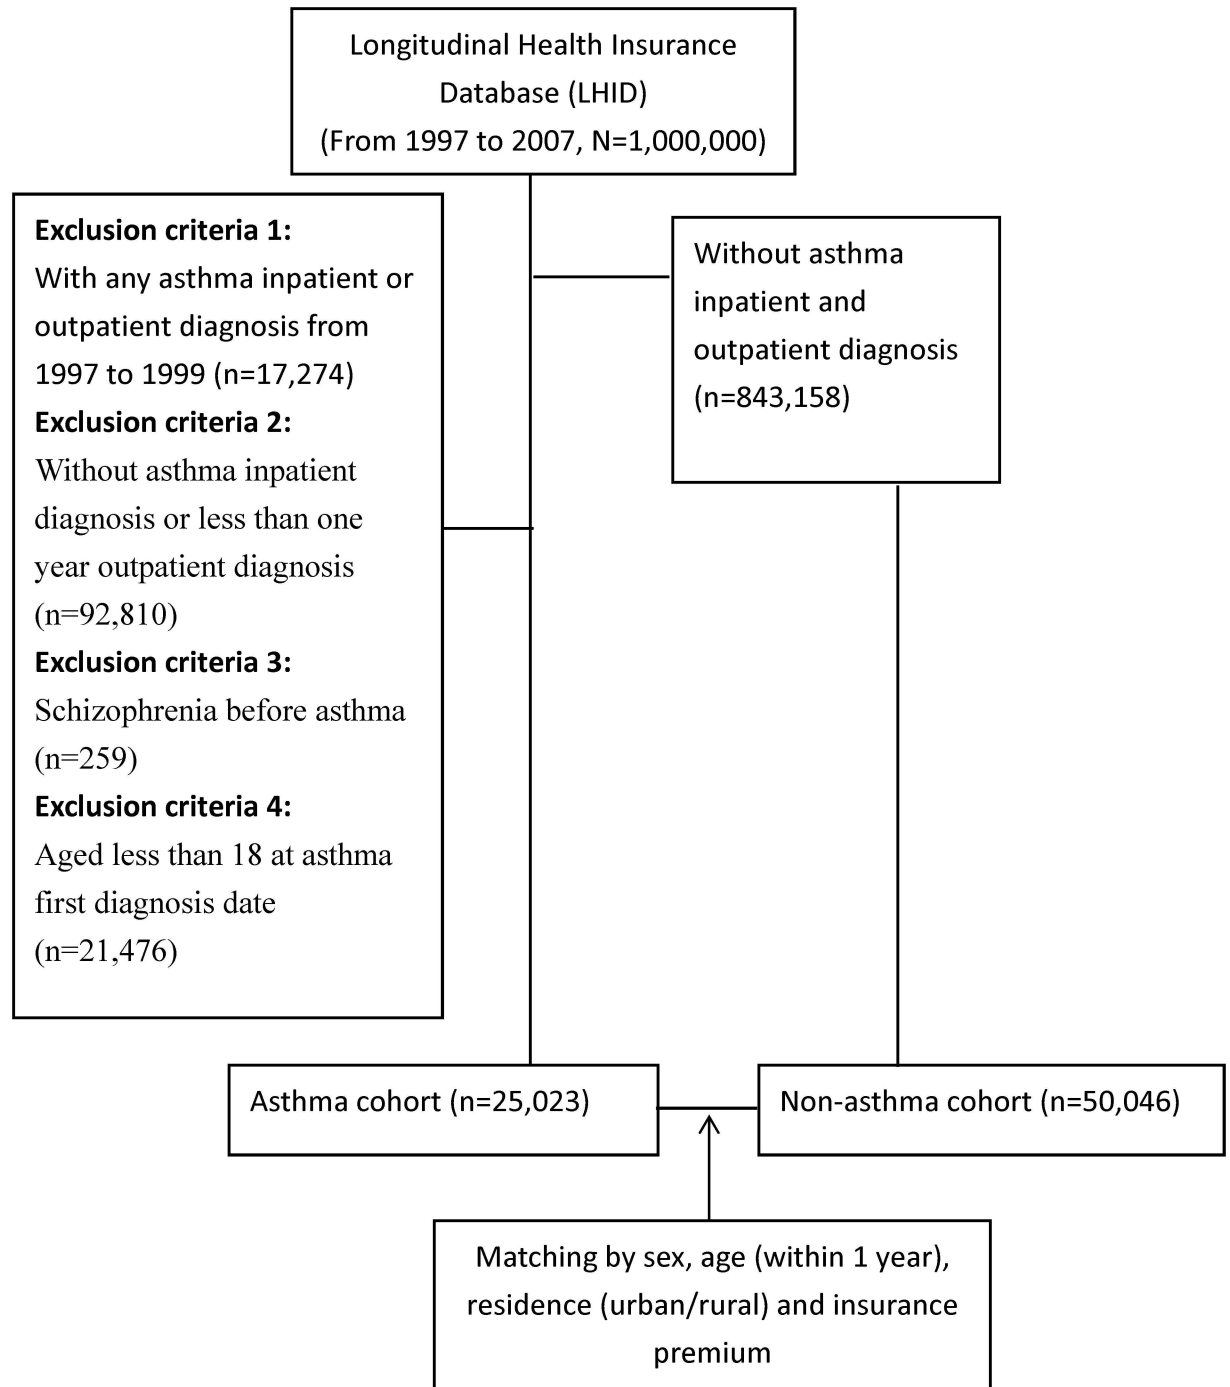 Longitudinal Health Insurance
Database (LHID)
(From 1997 to 2007, N=1,000,000)
Exclusion criteria 1:
With any asthma inpatient or
outpatient diagnosis from
1997 to 1999 (n=17,274)
Exclusion criteria 2:
Without asthma inpatient
diagnosis or less than one
year outpatient diagnosis
(n=92,810)
Exclusion criteria 3:
Schizophrenia before asthma
(n=259)
Exclusion criteria 4:
Aged less than 18 at asthma
first diagnosis date
(n=21,476)
Without asthma
inpatient and
outpatient diagnosis
(n=843,158)
Asthma cohort (n=25,023)
Non-asthma cohort (n=50,046)
Matching by sex, age (within 1 year),
residence (urban/rural) and insurance
premium